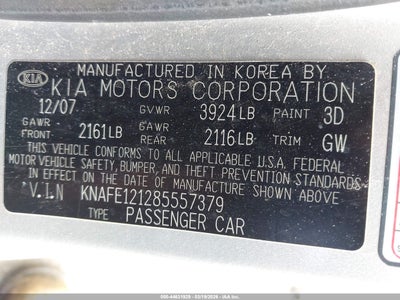 MANUFACTURED IN KOREA BY
KIA
KIA MOTORS CORPORATION
12/07 GVWR 3924LB PAINT 3D
GAWR FRONT 2161LB GAWR REAR 2116LB TRIM GW
THIS VEHICLE CONFORMS TO ALL APPLICABLE U.S.A. FEDERAL
MOTOR VEHICLE SAFETY, BUMPER, AND THEFT PREVENTION STANDARDS
IN EFFECT ON THE DATE OF MANUFACTURE SHOWN ABOVE.
V.I.N KNAFE121285557379
TYPE PASSENGER CAR